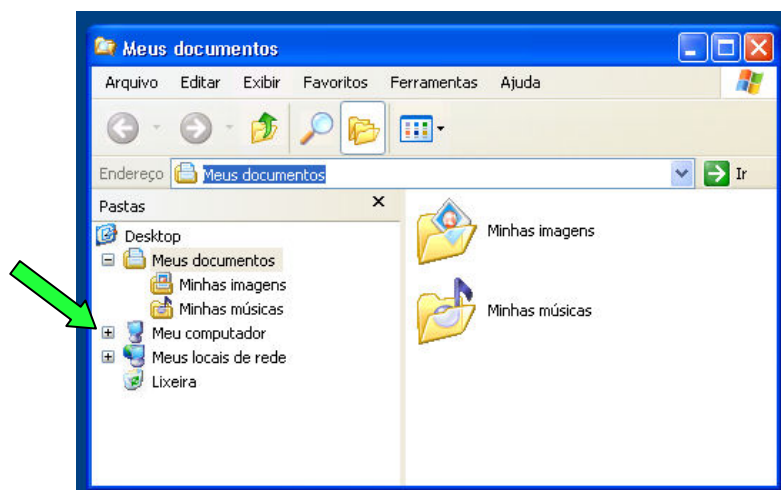 Meus documentos
Arquivo Editar Exibir Favoritos Ferramentas Ajuda
Endereço Meus documentos Ir
Pastas
Desktop
Meus documentos
Minhas imagens
Minhas músicas
Meu computador
Meus locais de rede
Lixeira
Minhas imagens
Minhas músicas